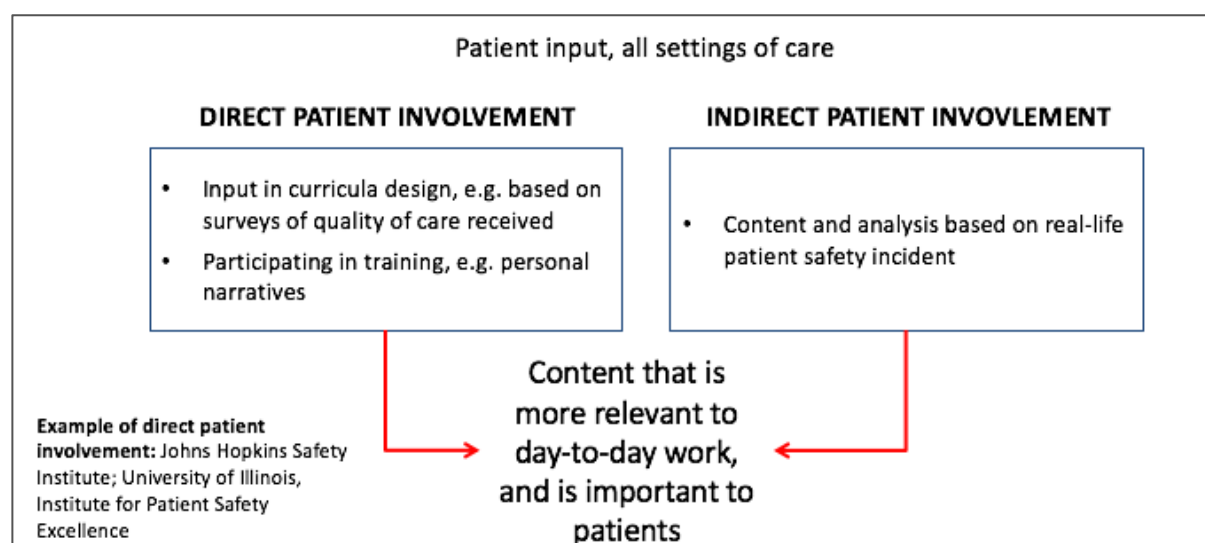 Patient input, all settings of care
DIRECT PATIENT INVOLVEMENT
• Input in curricula design, e.g. based on
surveys of quality of care received
• Participating in training, e.g. personal
narratives
INDIRECT PATIENT INVOVLEMENT
• Content and analysis based on real-life
patient safety incident
Content that is
more relevant to
day-to-day work,
and is important to
patients
Example of direct patient
involvement: Johns Hopkins Safety
Institute; University of Illinois,
Institute for Patient Safety
Excellence